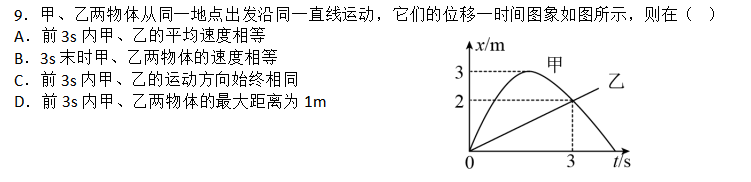 9．甲、乙两物体从同一地点出发沿同一直线运动，它们的位移一时间图象如图所示，则在（  ）
A．前 3s 内甲、乙的平均速度相等
B．3s 末时甲、乙两物体的速度相等
C．前 3s 内甲、乙的运动方向始终相同
D．前 3s 内甲、乙两物体的最大距离为 1m
x/m
甲
3
乙
2
0
3
t/s